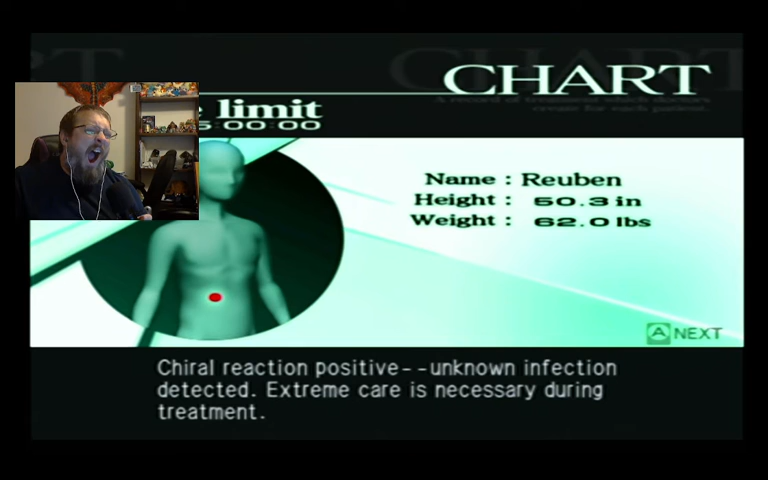 CHART
A record of treatment which doctors
create for each patient.
limit
5:00:00
Name : Reuben
Height : 50.3 in
Weight : 62.0 lbs
A NEXT
Chiral reaction positive--unknown infection
detected. Extreme care is necessary during
treatment.